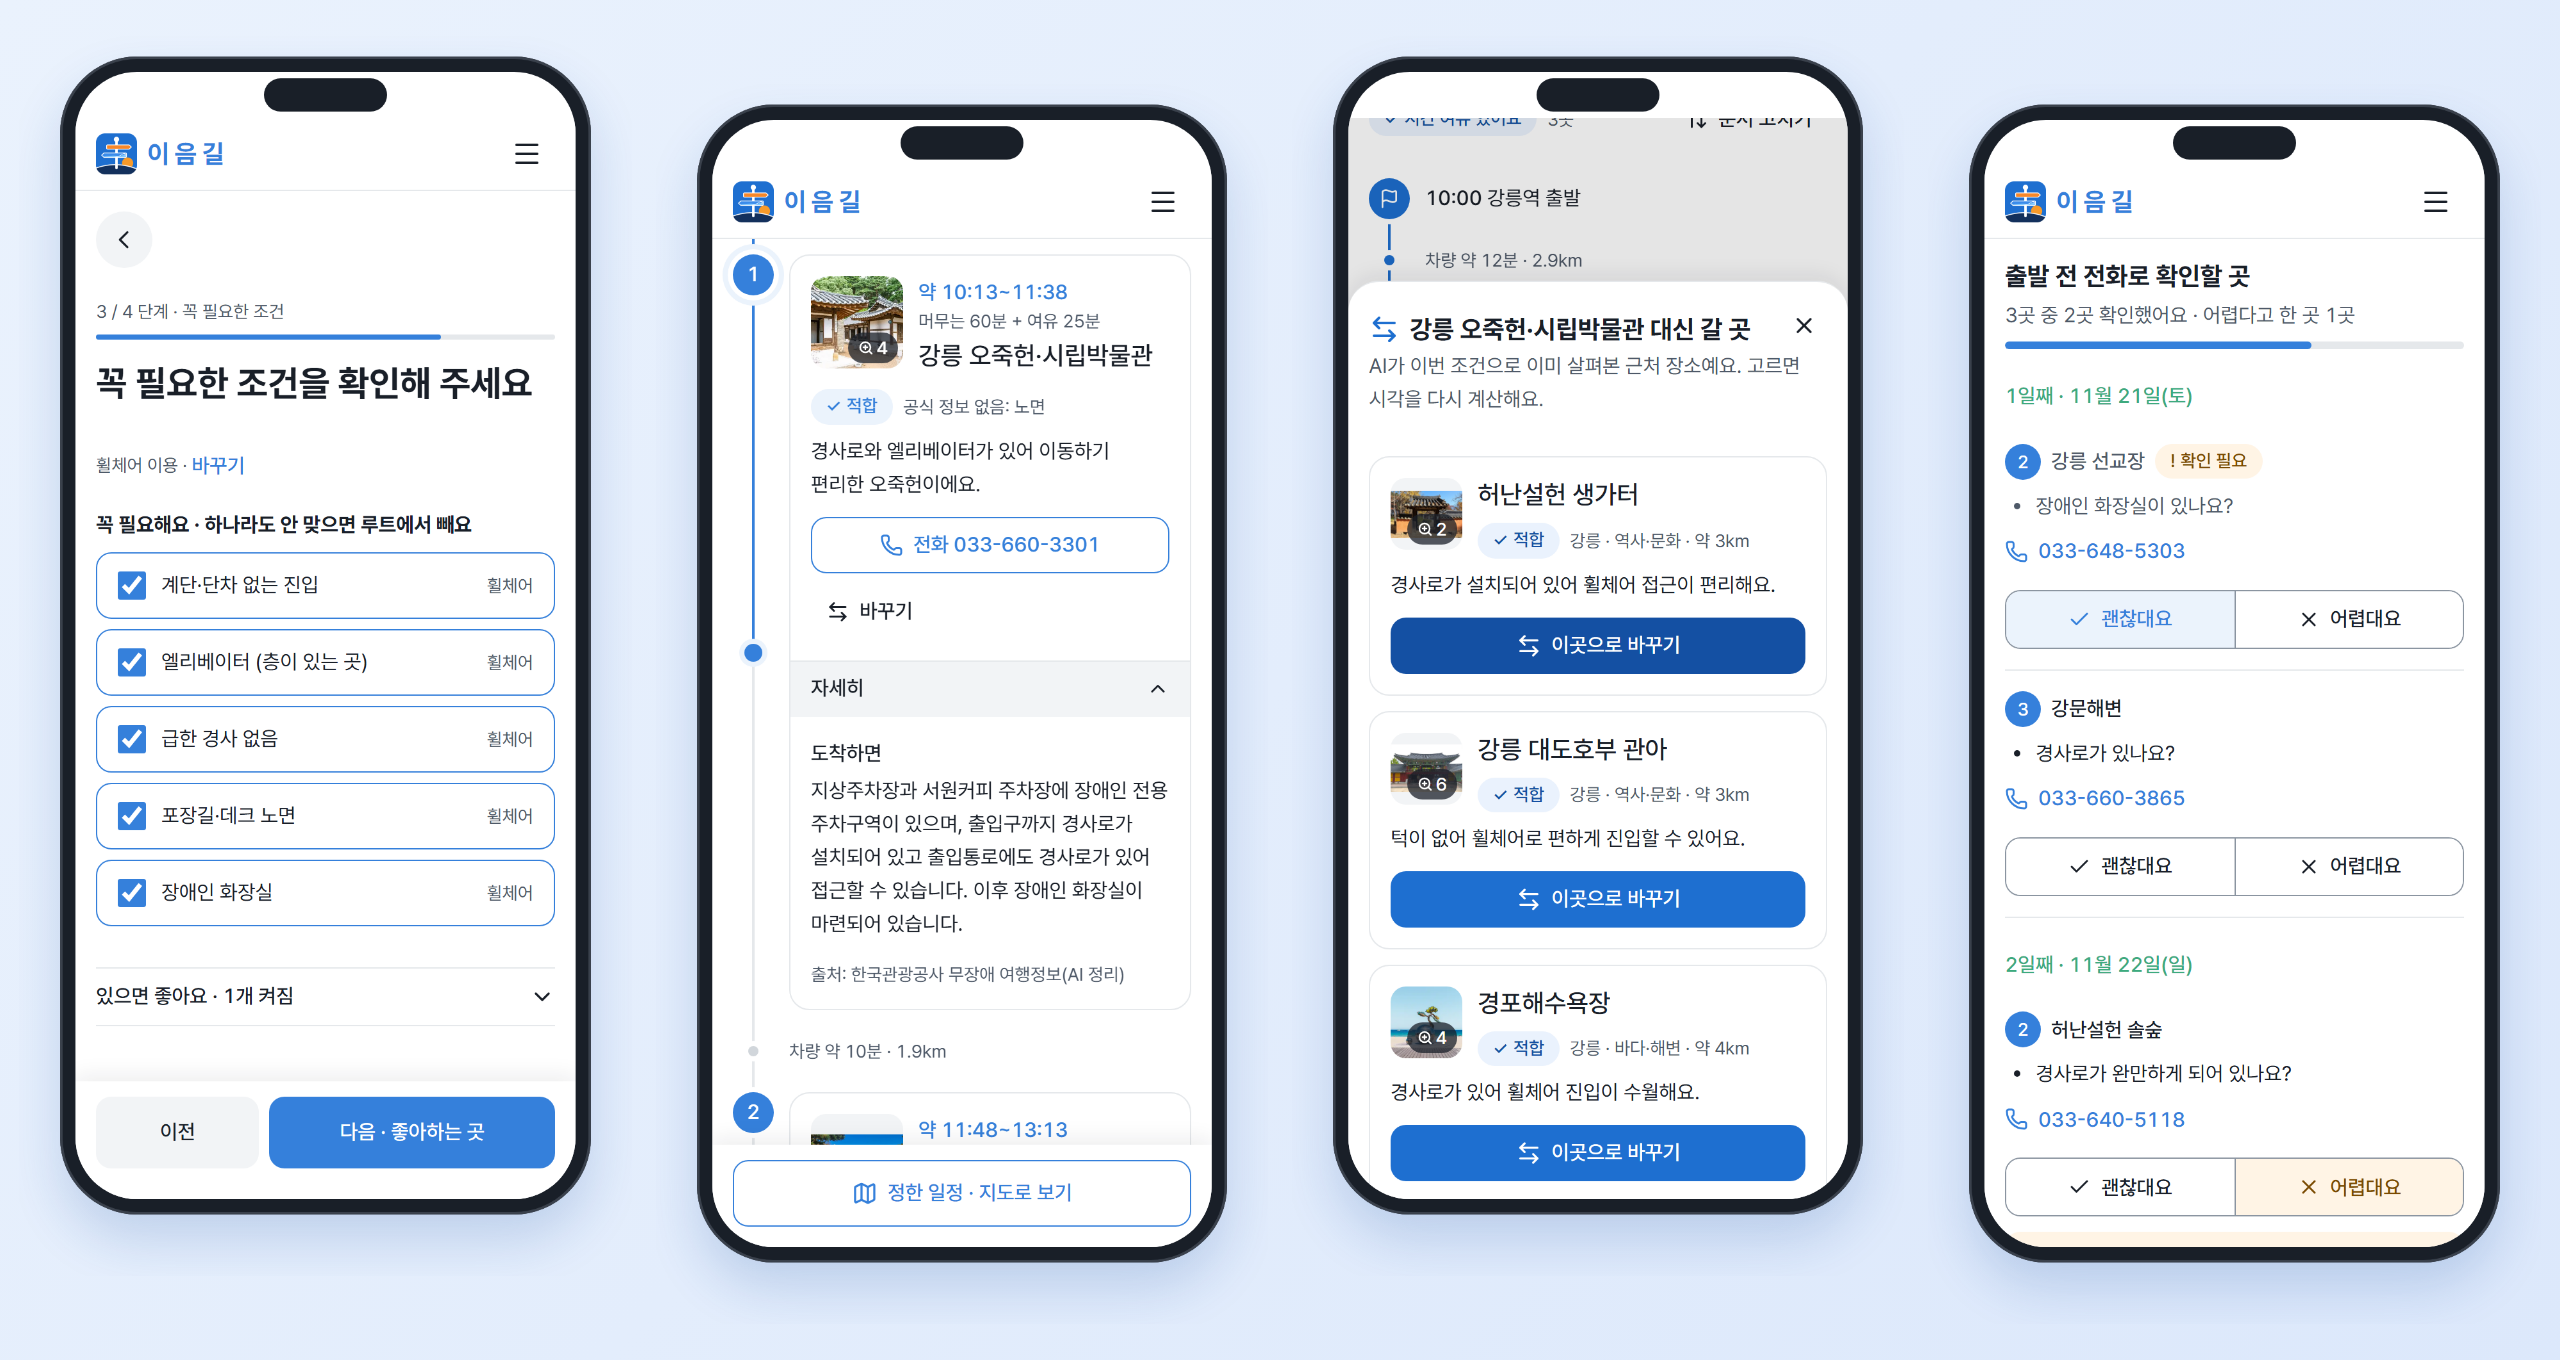 이음길
3 / 4 단계 · 꼭 필요한 조건
꼭 필요한 조건을 확인해 주세요
휠체어 이용 · 바꾸기
꼭 필요해요 · 하나라도 안 맞으면 루트에서 빼요
계단·단차 없는 진입 휠체어
엘리베이터 (층이 있는 곳) 휠체어
급한 경사 없음 휠체어
포장길·데크 노면 휠체어
장애인 화장실 휠체어
있으면 좋아요 · 1개 켜짐
이전
다음 · 좋아하는 곳
이음길
1
약 10:13~11:38
머무는 60분 + 여유 25분
강릉 오죽헌·시립박물관
4
적합 공식 정보 없음: 노면
경사로와 엘리베이터가 있어 이동하기
편리한 오죽헌이에요.
전화 033-660-3301
바꾸기
자세히
도착하면
지상주차장과 서원커피 주차장에 장애인 전용
주차구역이 있으며, 출입구까지 경사로가
설치되어 있고 출입통로에도 경사로가 있어
접근할 수 있습니다. 이후 장애인 화장실이
마련되어 있습니다.
출처: 한국관광공사 무장애 여행정보(AI 정리)
차량 약 10분 · 1.9km
2
약 11:48~13:13
정한 일정 · 지도로 보기
시간 여유 있어요 3곳 순서 고치기
10:00 강릉역 출발
차량 약 12분 · 2.9km
강릉 오죽헌·시립박물관 대신 갈 곳
AI가 이번 조건으로 이미 살펴본 근처 장소예요. 고르면
시각을 다시 계산해요.
허난설헌 생가터
2
적합 강릉 · 역사·문화 · 약 3km
경사로가 설치되어 있어 휠체어 접근이 편리해요.
이곳으로 바꾸기
강릉 대도호부 관아
6
적합 강릉 · 역사·문화 · 약 3km
턱이 없어 휠체어로 편하게 진입할 수 있어요.
이곳으로 바꾸기
경포해수욕장
4
적합 강릉 · 바다·해변 · 약 4km
경사로가 있어 휠체어 진입이 수월해요.
이곳으로 바꾸기
이음길
출발 전 전화로 확인할 곳
3곳 중 2곳 확인했어요 · 어렵다고 한 곳 1곳
1일째 · 11월 21일(토)
2 강릉 선교장 ! 확인 필요
• 장애인 화장실이 있나요?
033-648-5303
괜찮대요 어렵대요
3 강문해변
• 경사로가 있나요?
033-660-3865
괜찮대요 어렵대요
2일째 · 11월 22일(일)
2 허난설헌 솔숲
• 경사로가 완만하게 되어 있나요?
033-640-5118
괜찮대요 어렵대요